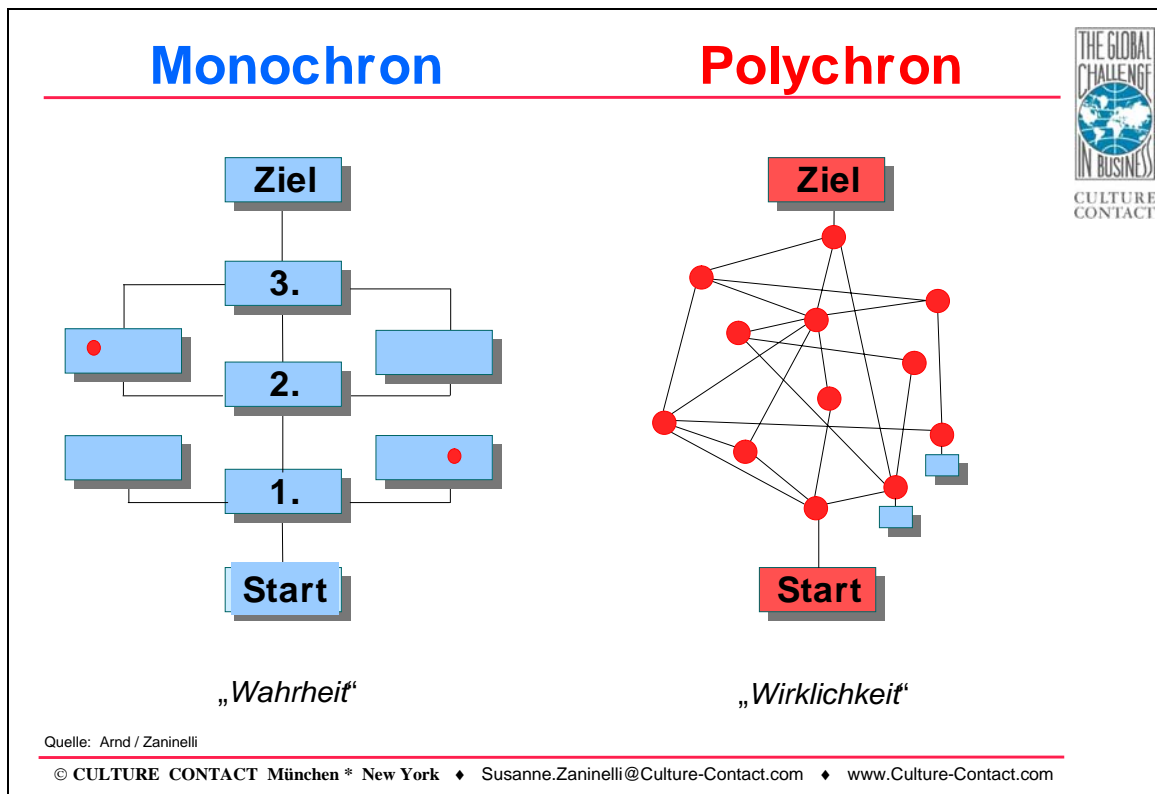 Monochron
Polychron
THE GLOBAL
CHALLENGE
IN BUSINESS
CULTURE
CONTACT
Ziel
3.
2.
1.
Start
„Wahrheit“
Ziel
Start
„Wirklichkeit“
Quelle: Arnd / Zaninelli
© CULTURE CONTACT München * New York ♦ Susanne.Zaninelli@Culture-Contact.com ♦ www.Culture-Contact.com